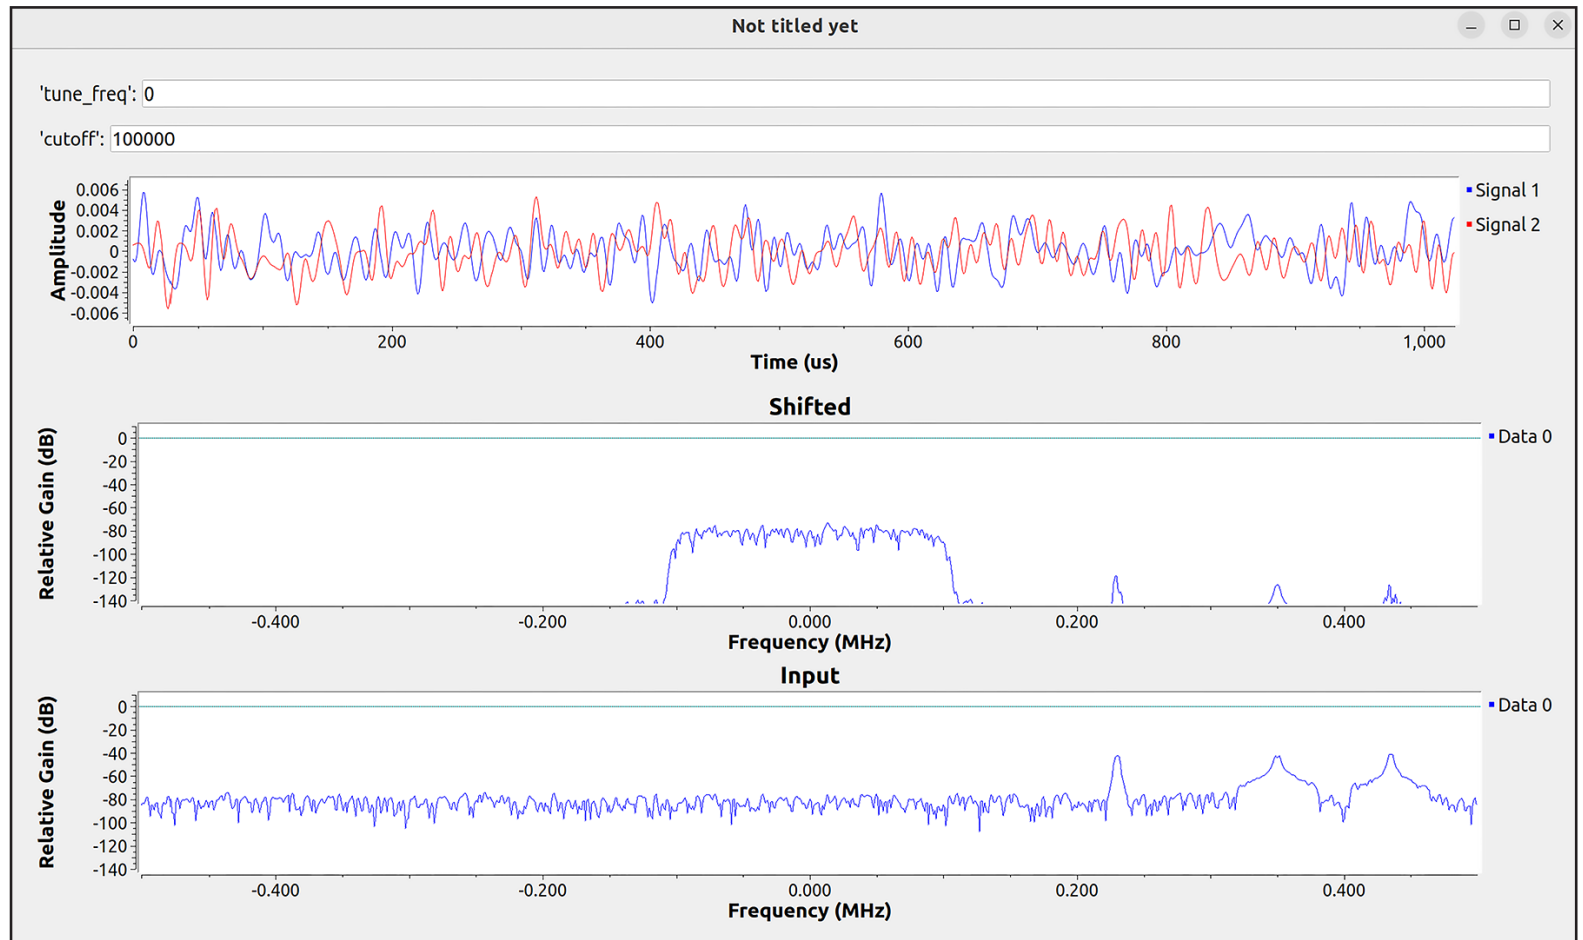 Not titled yet
'tune_freq': 0
'cutoff': 100000
Amplitude
0.006
0.004
0.002
0
-0.002
-0.004
-0.006
0 200 400 600 800 1,000
Time (us)
Signal 1
Signal 2
Shifted
Relative Gain (dB)
0
-20
-40
-60
-80
-100
-120
-140
-0.400 -0.200 0.000 0.200 0.400
Frequency (MHz)
Data 0
Input
Relative Gain (dB)
0
-20
-40
-60
-80
-100
-120
-140
-0.400 -0.200 0.000 0.200 0.400
Frequency (MHz)
Data 0